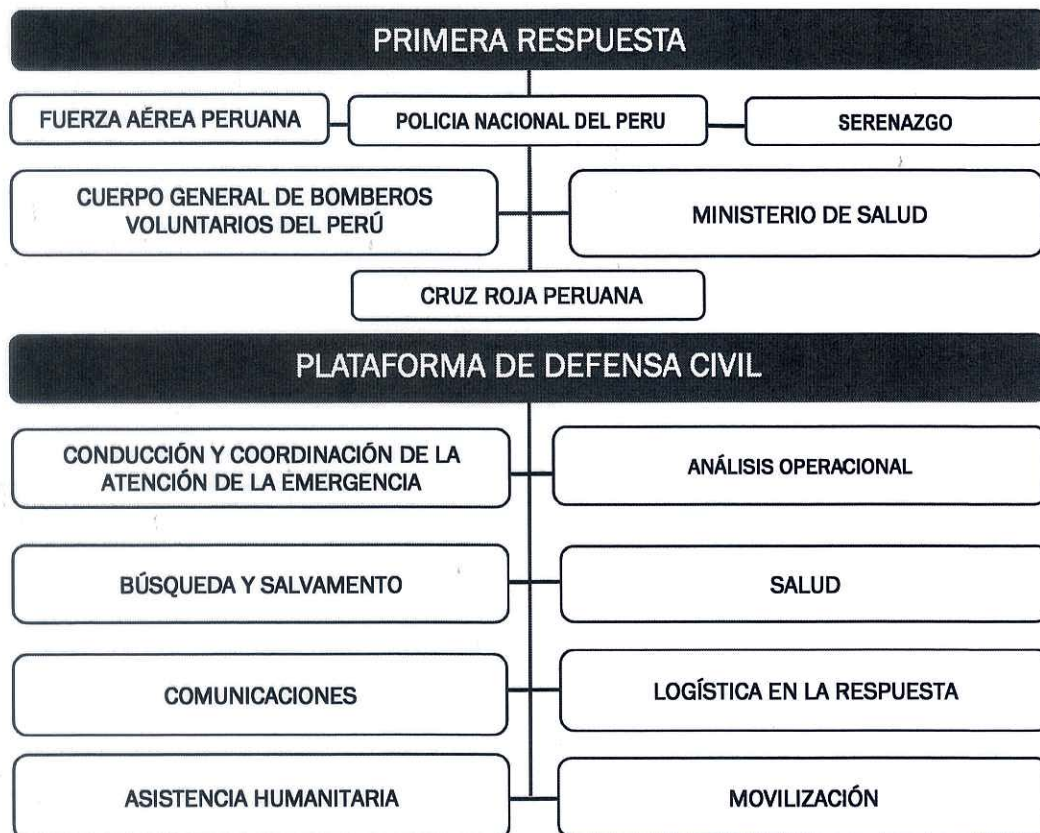 PRIMERA RESPUESTA
FUERZA AÉREA PERUANA
POLICIA NACIONAL DEL PERU
SERENAZGO
CUERPO GENERAL DE BOMBEROS
VOLUNTARIOS DEL PERÚ
MINISTERIO DE SALUD
CRUZ ROJA PERUANA
PLATAFORMA DE DEFENSA CIVIL
CONDUCCIÓN Y COORDINACIÓN DE LA
ATENCIÓN DE LA EMERGENCIA
ANÁLISIS OPERACIONAL
BÚSQUEDA Y SALVAMENTO
SALUD
COMUNICACIONES
LOGÍSTICA EN LA RESPUESTA
ASISTENCIA HUMANITARIA
MOVILIZACIÓN